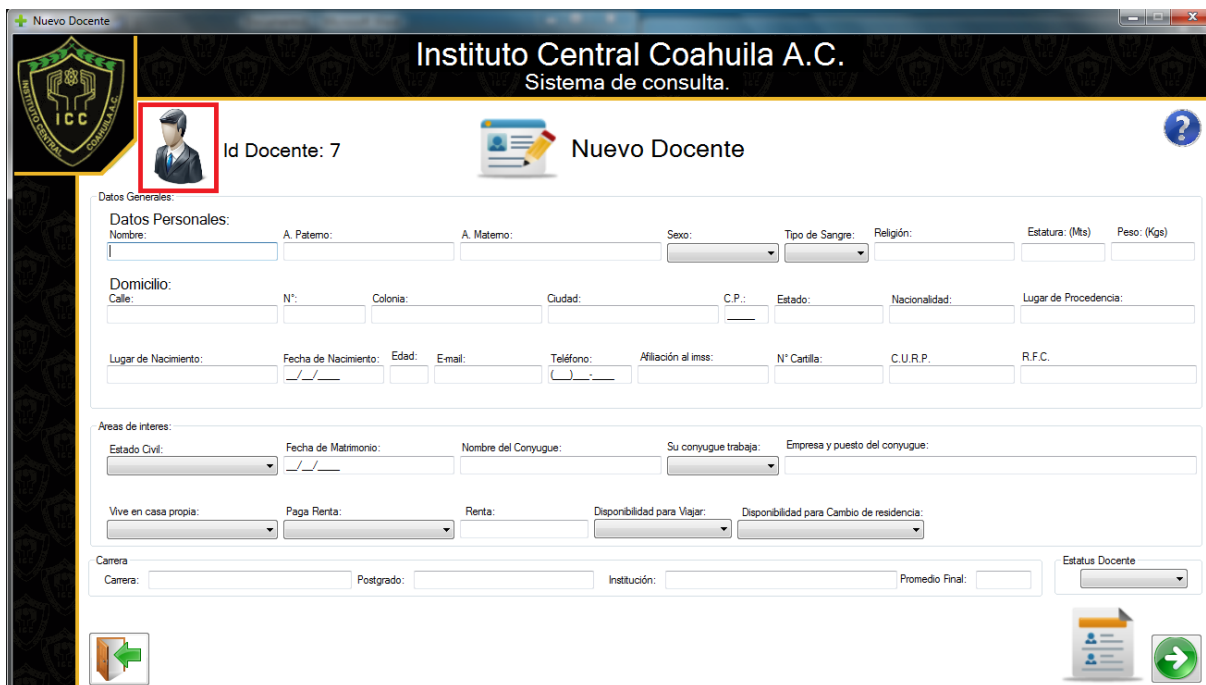 Nuevo Docente
Instituto Central Coahuila A.C.
Sistema de consulta.
INSTITUTO CENTRAL COAHUILA A.C.
ICC
Id Docente: 7
Nuevo Docente
?
Datos Generales:
Datos Personales:
Nombre: A. Paterno: A. Materno: Sexo: Tipo de Sangre: Religión: Estatura: (Mts) Peso: (Kgs)
Domicilio:
Calle: N°: Colonia: Ciudad: C.P.: Estado: Nacionalidad: Lugar de Procedencia:
_____
Lugar de Nacimiento: Fecha de Nacimiento: Edad: E-mail: Teléfono: Afiliación al imss: N° Cartilla: C.U.R.P. R.F.C.
__/__/____ (___)___-____
Areas de interes:
Estado Civil: Fecha de Matrimonio: Nombre del Conyugue: Su conyugue trabaja: Empresa y puesto del conyugue:
__/__/____
Vive en casa propia: Paga Renta: Renta: Disponibilidad para Viajar: Disponibilidad para Cambio de residencia:
Carrera Estatus Docente
Carrera: Postgrado: Institución: Promedio Final: